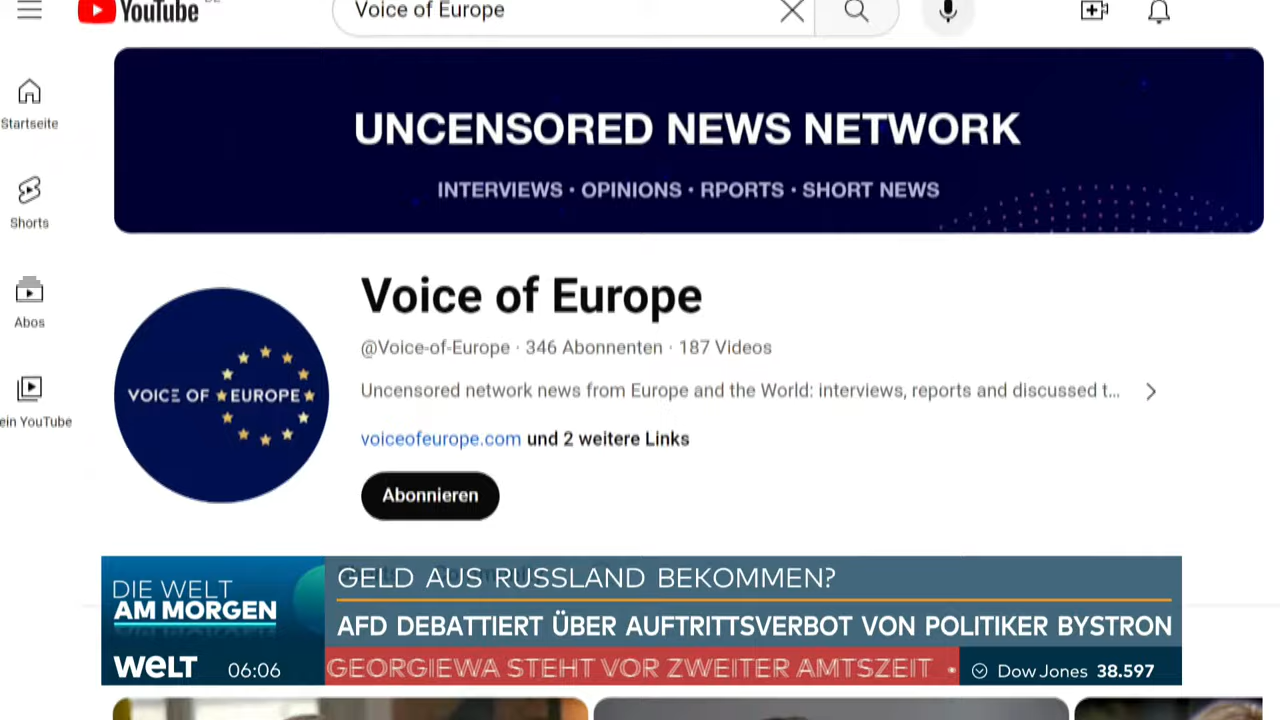 YouTube
Voice of Europe
UNCENSORED NEWS NETWORK
INTERVIEWS • OPINIONS • RPORTS • SHORT NEWS
Startseite
Shorts
Abos
ein YouTube
VOICE OF EUROPE
Voice of Europe
@Voice-of-Europe · 346 Abonnenten · 187 Videos
Uncensored network news from Europe and the World: interviews, reports and discussed t...
voiceofeurope.com und 2 weitere Links
Abonnieren
DIE WELT
AM MORGEN
GELD AUS RUSSLAND BEKOMMEN?
AFD DEBATTIERT ÜBER AUFTRITTSVERBOT VON POLITIKER BYSTRON
welt 06:06
GEORGIEWA STEHT VOR ZWEITER AMTSZEIT •
Dow Jones 38.597